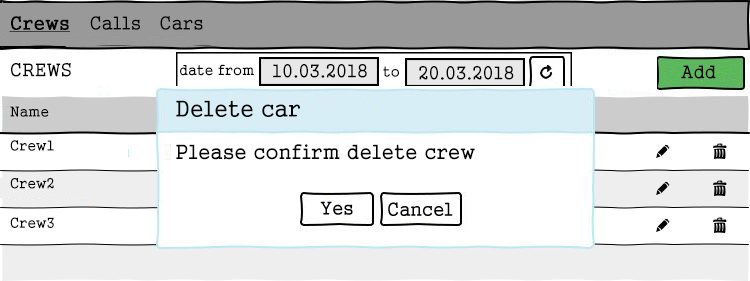 Crews Calls Cars
CREWS date from 10.03.2018 to 20.03.2018 Add
Name
Delete car
Please confirm delete crew
Yes Cancel
Crew1
Crew2
Crew3